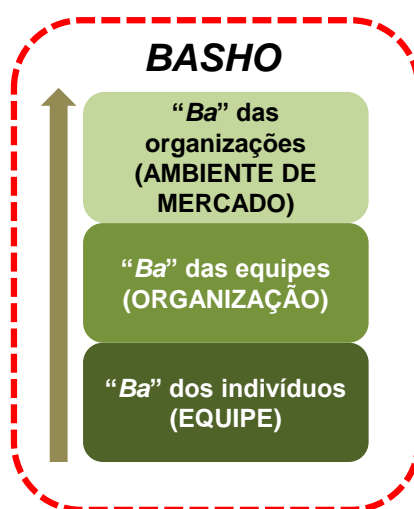 BASHO
“Ba” das
organizações
(AMBIENTE DE
MERCADO)
“Ba” das equipes
(ORGANIZAÇÃO)
“Ba” dos indivíduos
(EQUIPE)